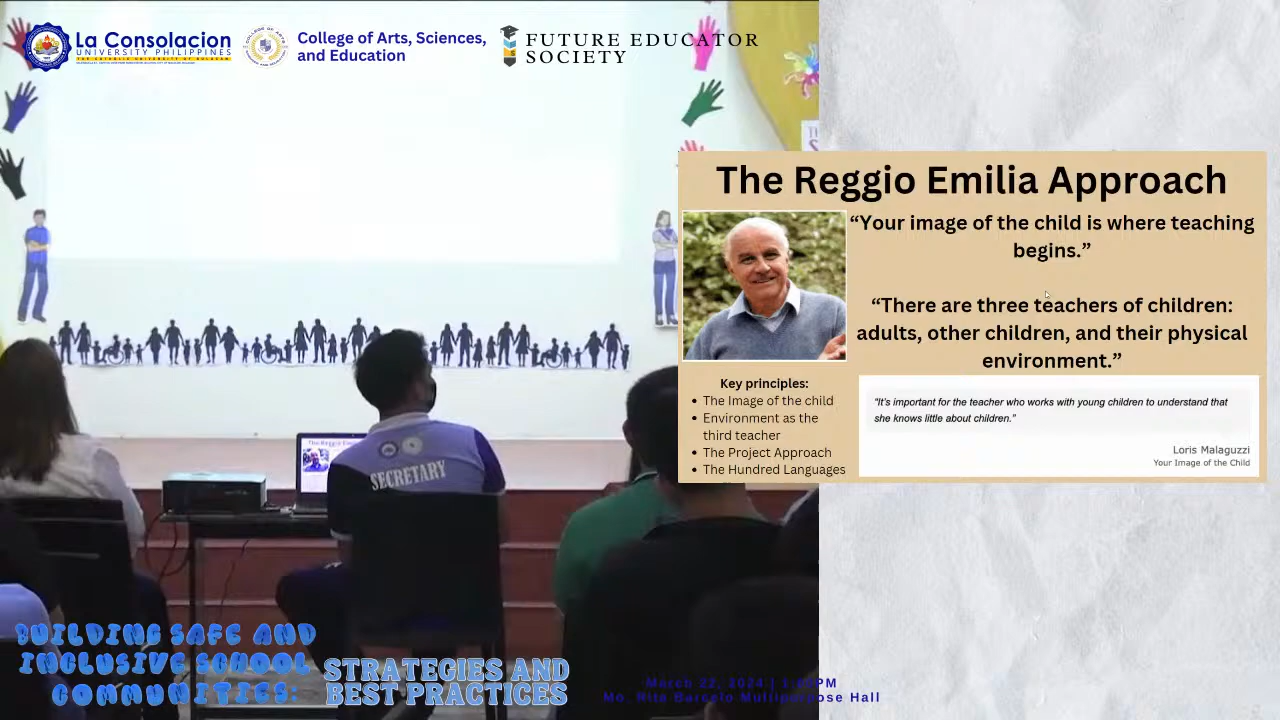 La Consolacion
UNIVERSITY PHILIPPINES
College of Arts, Sciences,
and Education
FUTURE EDUCATOR
SOCIETY
The Reggio Emilia Approach
“Your image of the child is where teaching
begins.”
“There are three teachers of children:
adults, other children, and their physical
environment.”
Key principles:
• The Image of the child
• Environment as the
third teacher
• The Project Approach
• The Hundred Languages
“It's important for the teacher who works with young children to understand that
she knows little about children.”
Loris Malaguzzi
Your Image of the Child
SECRETARY
BUILDING SAFE AND
INCLUSIVE SCHOOL
COMMUNITIES:
STRATEGIES AND
BEST PRACTICES
March 22, 2024 |
Mo. Rita Barcelo Multipurpose Hall